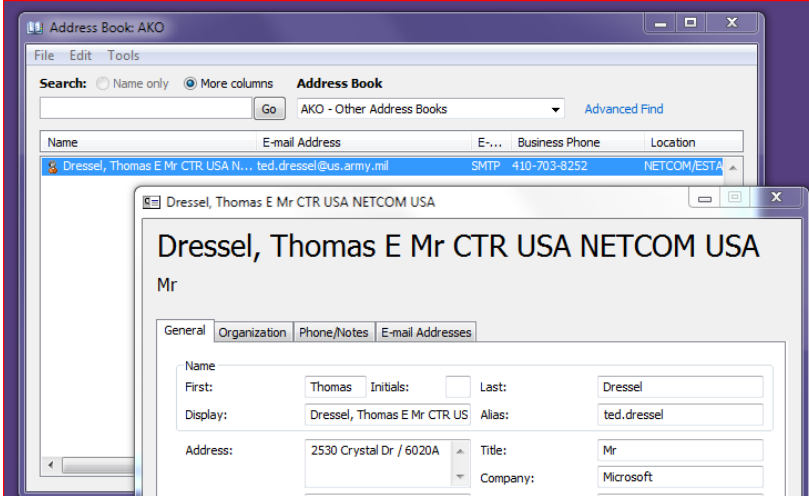 Address Book: AKO
File Edit Tools
Search: Name only More columns Address Book
Go AKO - Other Address Books Advanced Find
Name E-mail Address E-... Business Phone Location
Dressel, Thomas E Mr CTR USA N... ted.dressel@us.army.mil SMTP 410-703-8252 NETCOM/ESTA
Dressel, Thomas E Mr CTR USA NETCOM USA
Dressel, Thomas E Mr CTR USA NETCOM USA
Mr
General Organization Phone/Notes E-mail Addresses
Name
First: Thomas Initials: Last: Dressel
Display: Dressel, Thomas E Mr CTR US Alias: ted.dressel
Address: 2530 Crystal Dr / 6020A Title: Mr
Company: Microsoft